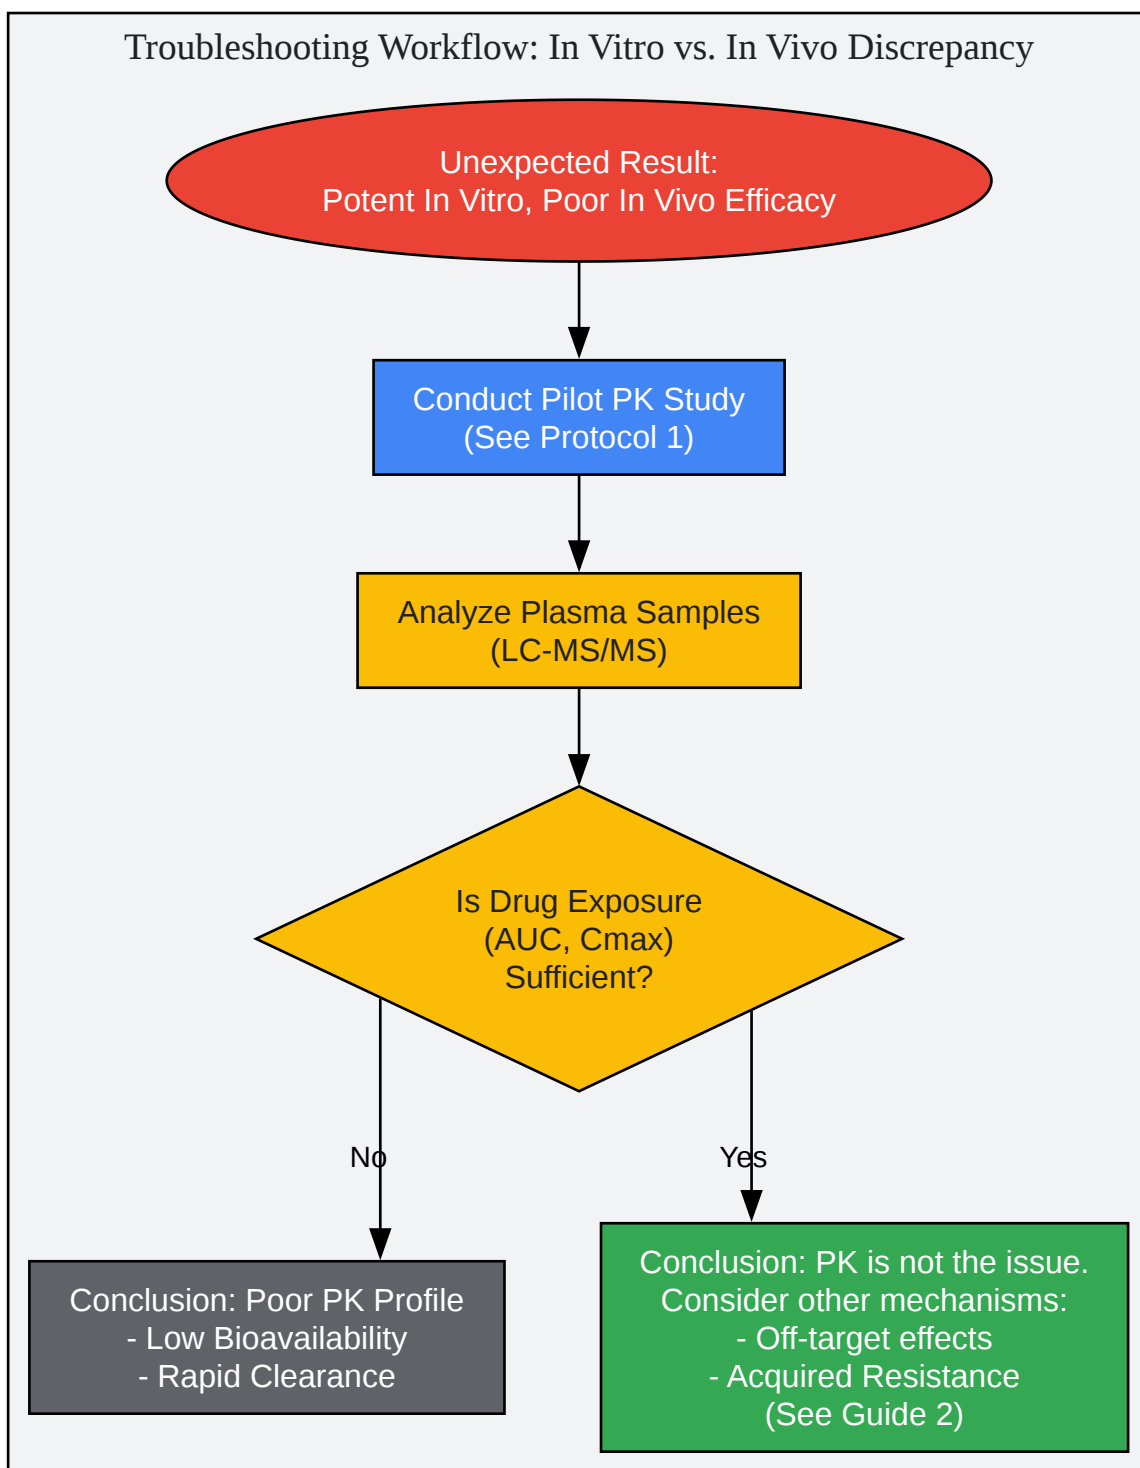 Troubleshooting Workflow: In Vitro vs. In Vivo Discrepancy
Unexpected Result:
Potent In Vitro, Poor In Vivo Efficacy
Conduct Pilot PK Study
(See Protocol 1)
Analyze Plasma Samples
(LC-MS/MS)
Is Drug Exposure
(AUC, Cmax)
Sufficient?
No
Yes
Conclusion: Poor PK Profile
- Low Bioavailability
- Rapid Clearance
Conclusion: PK is not the issue.
Consider other mechanisms:
- Off-target effects
- Acquired Resistance
(See Guide 2)